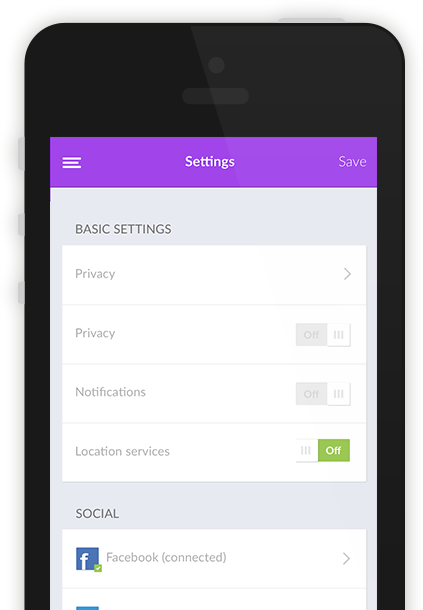 Settings
Save
BASIC SETTINGS
Privacy
Privacy
Off
Notifications
Off
Location services
Off
SOCIAL
f
Facebook (connected)